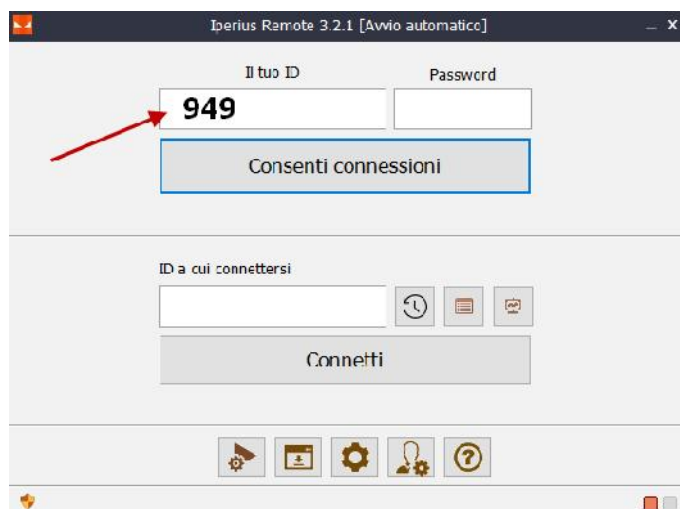 Iperius Remote 3.2.1 [Avvio automatico]
Il tuo ID
Password
949
Consenti connessioni
ID a cui connettersi
Connetti